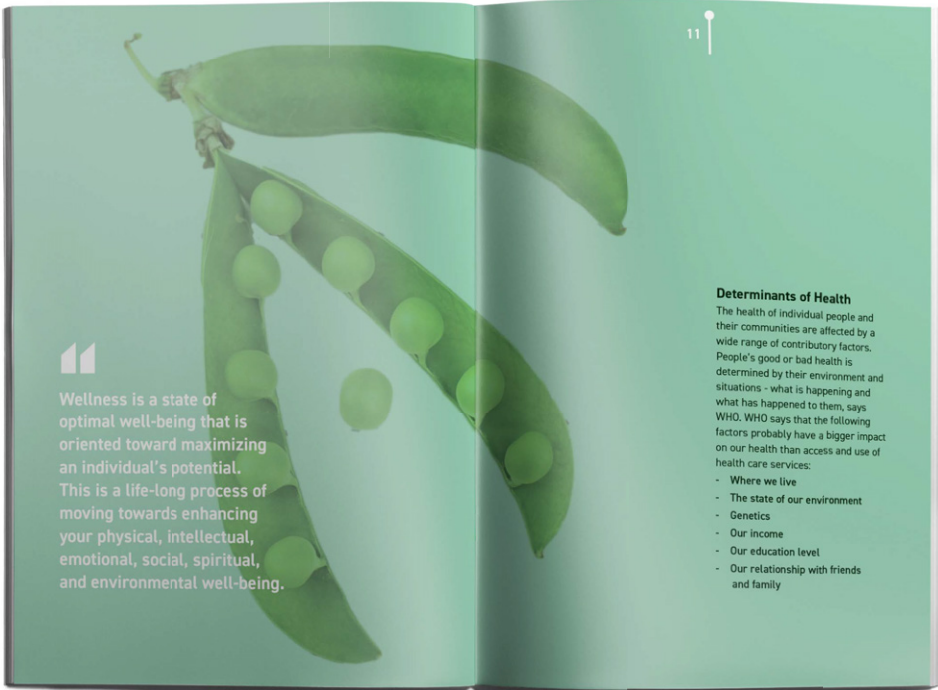 Wellness is a state of
optimal well-being that is
oriented toward maximizing
an individual's potential.
This is a life-long process of
moving towards enhancing
your physical, intellectual,
emotional, social, spiritual,
and environmental well-being.
11
Determinants of Health
The health of individual people and
their communities are affected by a
wide range of contributory factors.
People's good or bad health is
determined by their environment and
situations - what is happening and
what has happened to them, says
WHO. WHO says that the following
factors probably have a bigger impact
on our health than access and use of
health care services:
- Where we live
- The state of our environment
- Genetics
- Our income
- Our education level
- Our relationship with friends
and family